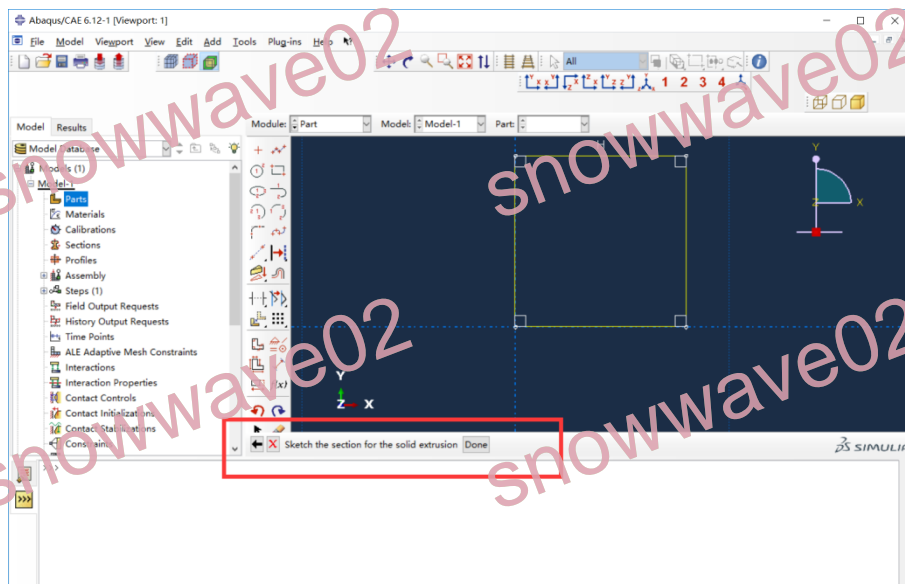 Abaqus/CAE 6.12-1 [Viewport: 1]
File Model Viewport View Edit Add Tools Plug-ins Help
All
1 2 3 4
Model Results
Module: Part Model: Model-1 Part:
Model Database
Models (1)
Model-1
Parts
Materials
Calibrations
Sections
Profiles
Assembly
Steps (1)
Field Output Requests
History Output Requests
Time Points
ALE Adaptive Mesh Constraints
Interactions
Interaction Properties
Contact Controls
Contact Initializations
Contact Stabilizations
Constraints
H
Y
Z X
Y
Z X
Sketch the section for the solid extrusion Done
SIMULIA
>>>
snowwave02
snowwave02
snowwave02
snowwave02
snowwave02